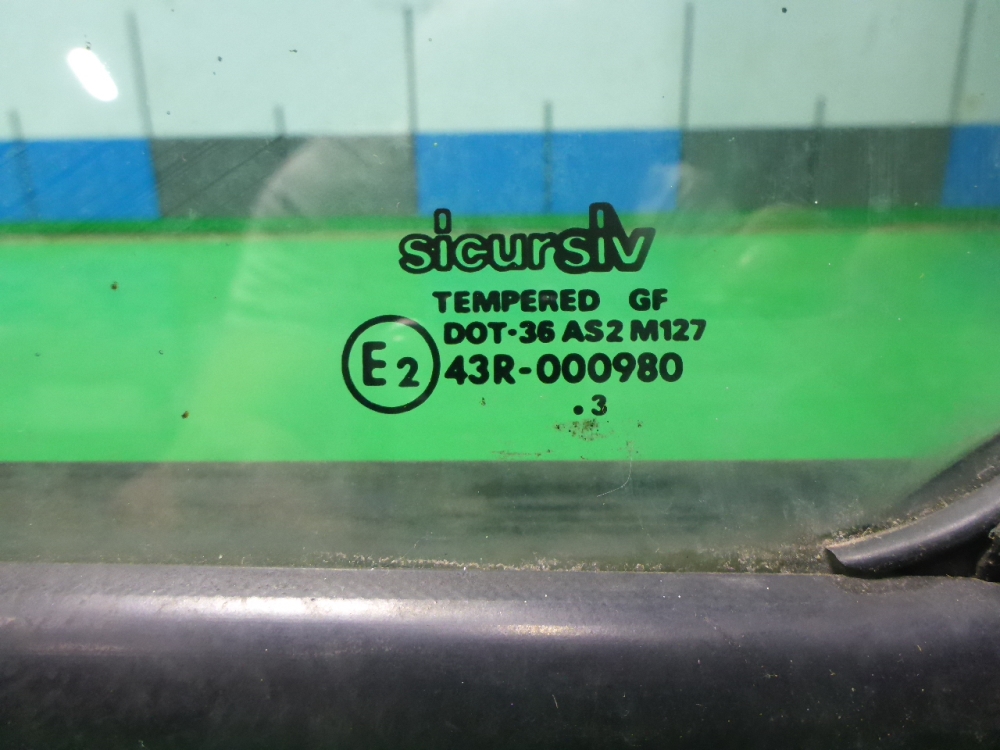 sicursiv
TEMPERED GF
DOT·36 AS2 M127
E2 43R-000980
.3